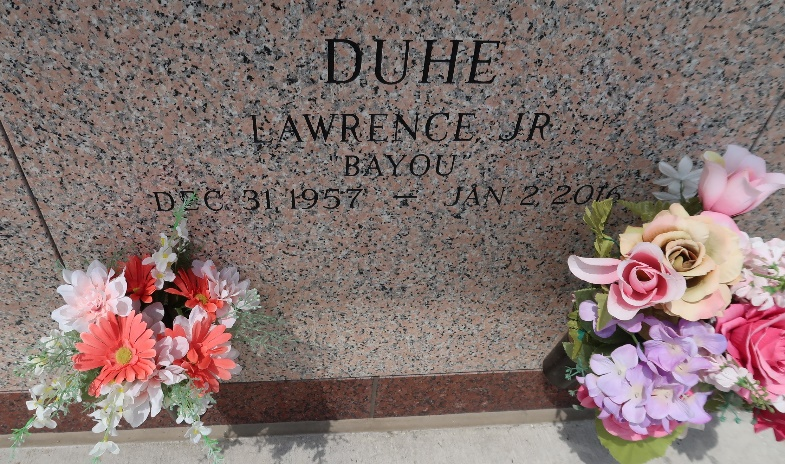 DUHE
LAWRENCE, JR
"BAYOU"
DEC 31, 1957 — JAN 2, 2016